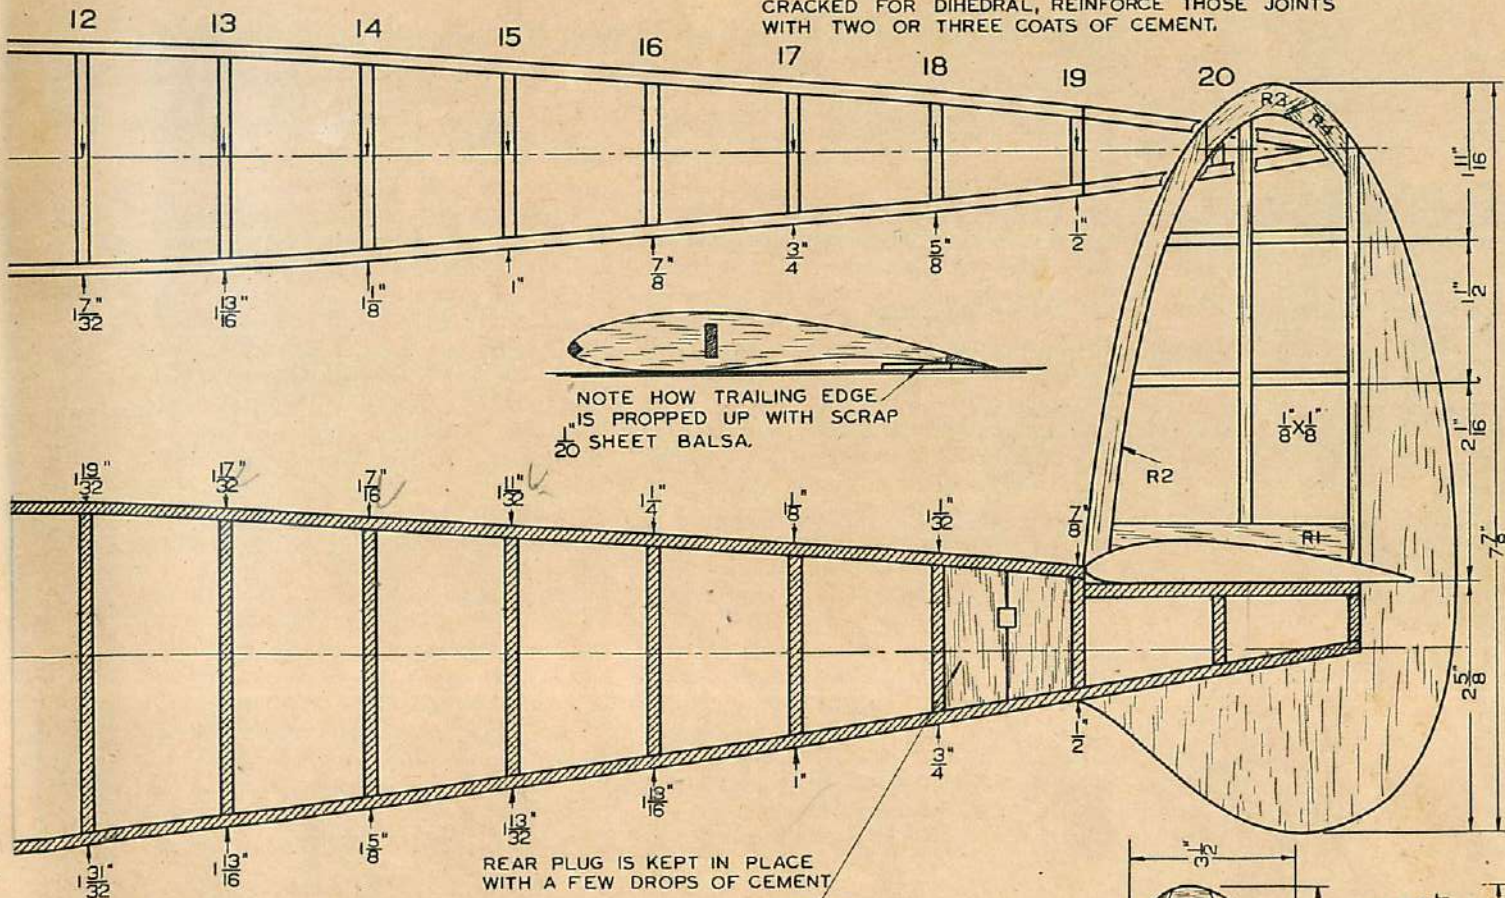 CRACKED FOR DIHEDRAL, REINFORCE THOSE JOINTS
WITH TWO OR THREE COATS OF CEMENT.
12 13 14 15 16 17 18 19 20
R3
R4
1 11/16"
1 7/32" 1 3/16" 1 1/8" 1" 7/8" 3/4" 5/8" 1/2"
1 1/2"
NOTE HOW TRAILING EDGE
IS PROPPED UP WITH SCRAP
1/20" SHEET BALSA.
1/8"X1/8"
2 1/16"
R2
1 19/32" 1 17/32" 1 7/16" 1 11/32" 1 1/4" 1 1/8" 1 1/32" 7/8"
R1
7 7/8"
2 5/8"
1 31/32" 1 13/16" 1 5/8" 1 13/32" 1 3/16" 1" 3/4" 1/2"
REAR PLUG IS KEPT IN PLACE
WITH A FEW DROPS OF CEMENT
3 1/2"